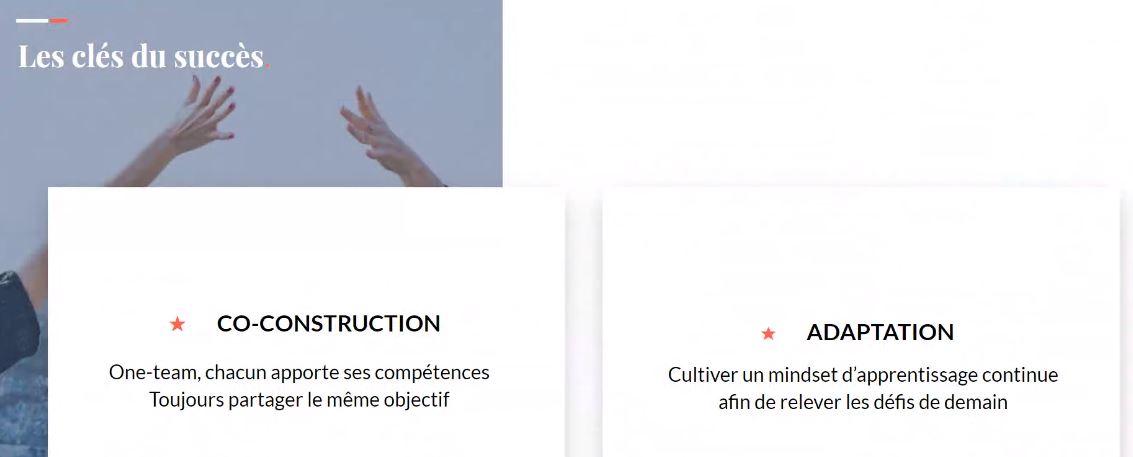 Les clés du succès.
CO-CONSTRUCTION
One-team, chacun apporte ses compétences
Toujours partager le même objectif
ADAPTATION
Cultiver un mindset d'apprentissage continue
afin de relever les défis de demain